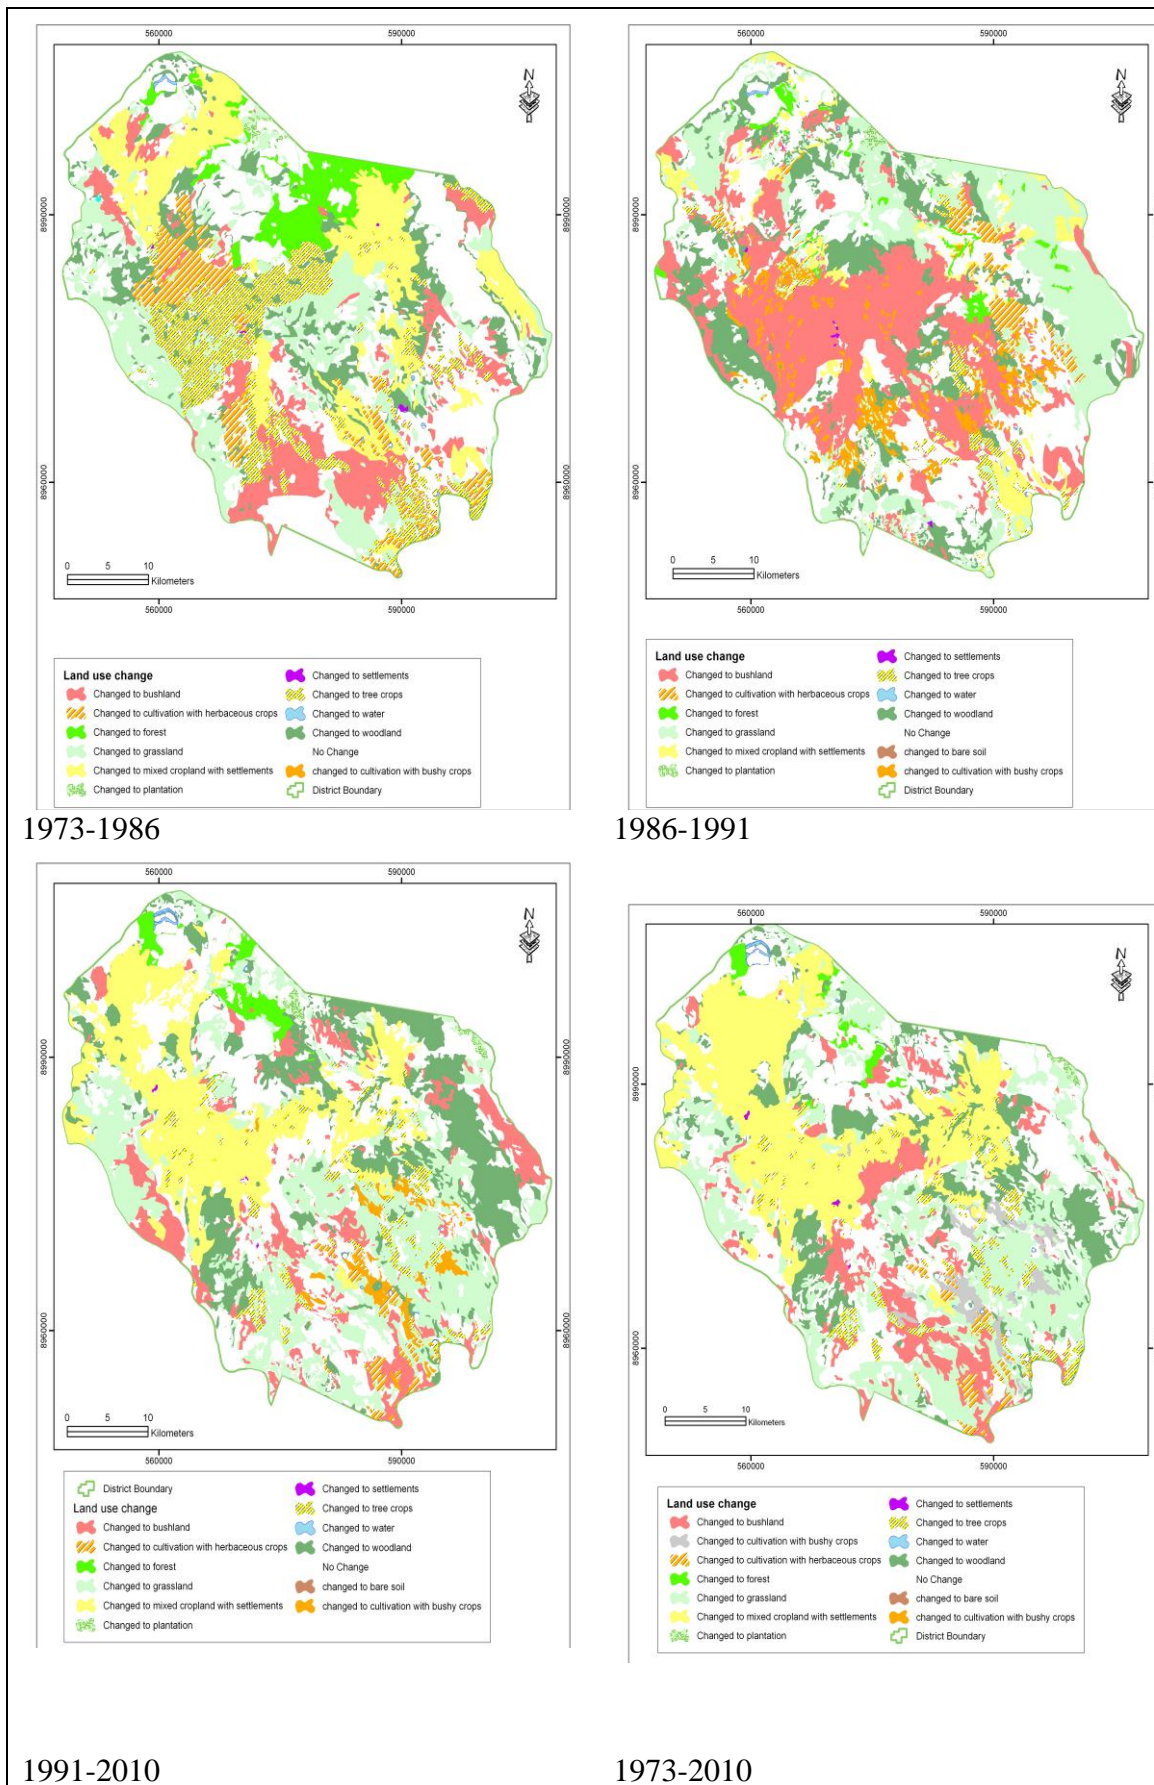 560000
590000
N
8990000
8990000
8960000
8960000
0 5 10
Kilometers
560000
590000
Land use change
Changed to bushland
Changed to cultivation with herbaceous crops
Changed to forest
Changed to grassland
Changed to mixed cropland with settlements
Changed to plantation
Changed to settlements
Changed to tree crops
Changed to water
Changed to woodland
No Change
changed to cultivation with bushy crops
District Boundary
1973-1986
560000
590000
N
8990000
8960000
0 5 10
Kilometers
560000
590000
Land use change
Changed to bushland
Changed to cultivation with herbaceous crops
Changed to forest
Changed to grassland
Changed to mixed cropland with settlements
Changed to plantation
Changed to settlements
Changed to tree crops
Changed to water
Changed to woodland
No Change
changed to bare soil
changed to cultivation with bushy crops
District Boundary
1986-1991
560000
590000
N
8990000
8990000
8960000
8960000
0 5 10
Kilometers
560000
590000
District Boundary
Land use change
Changed to bushland
Changed to cultivation with herbaceous crops
Changed to forest
Changed to grassland
Changed to mixed cropland with settlements
Changed to plantation
Changed to settlements
Changed to tree crops
Changed to water
Changed to woodland
No Change
changed to bare soil
changed to cultivation with bushy crops
1991-2010
560000
590000
N
8990000
8960000
0 5 10
Kilometers
560000
590000
Land use change
Changed to bushland
Changed to cultivation with bushy crops
Changed to cultivation with herbaceous crops
Changed to forest
Changed to grassland
Changed to mixed cropland with settlements
Changed to plantation
Changed to settlements
Changed to tree crops
Changed to water
Changed to woodland
No Change
changed to bare soil
changed to cultivation with bushy crops
District Boundary
1973-2010